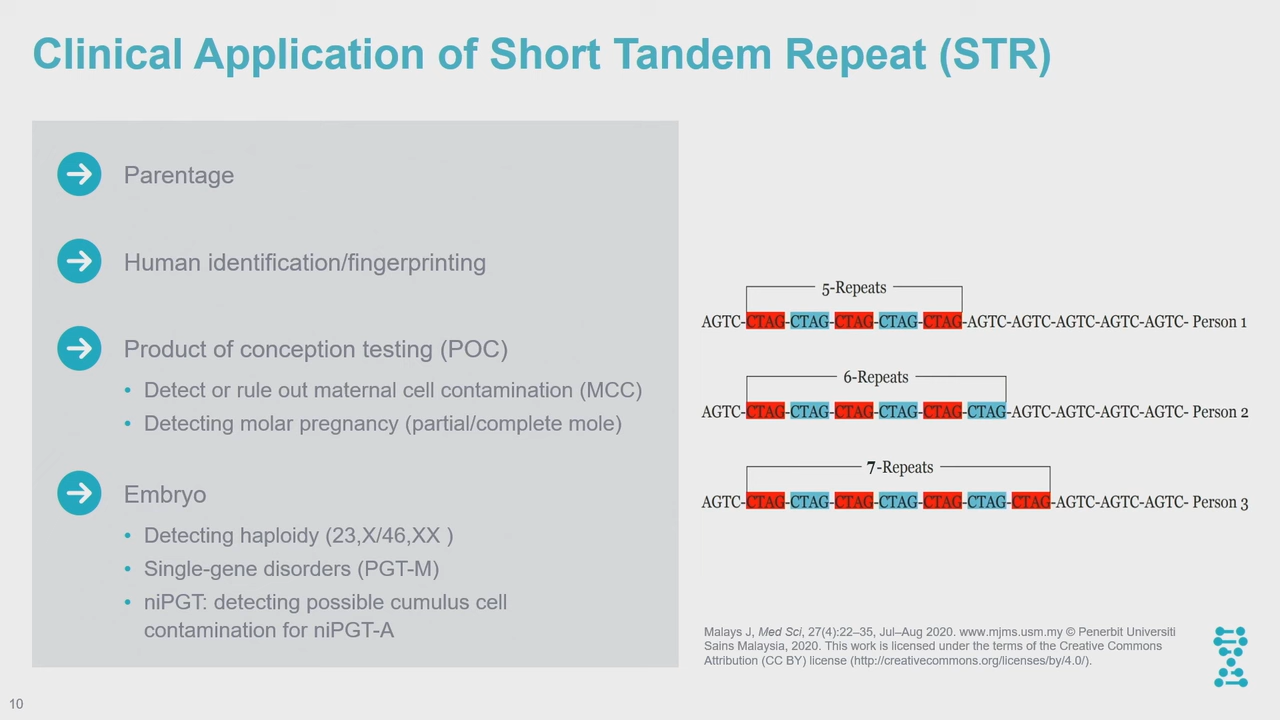 Clinical Application of Short Tandem Repeat (STR)
Parentage
Human identification/fingerprinting
Product of conception testing (POC)
• Detect or rule out maternal cell contamination (MCC)
• Detecting molar pregnancy (partial/complete mole)
Embryo
• Detecting haploidy (23,X/46,XX )
• Single-gene disorders (PGT-M)
• niPGT: detecting possible cumulus cell
contamination for niPGT-A
5-Repeats
AGTC-CTAG-CTAG-CTAG-CTAG-CTAG-AGTC-AGTC-AGTC-AGTC-AGTC- Person 1
6-Repeats
AGTC-CTAG-CTAG-CTAG-CTAG-CTAG-CTAG-AGTC-AGTC-AGTC-AGTC- Person 2
7-Repeats
AGTC-CTAG-CTAG-CTAG-CTAG-CTAG-CTAG-CTAG-AGTC-AGTC-AGTC- Person 3
Malays J, Med Sci, 27(4):22–35, Jul–Aug 2020. www.mjms.usm.my © Penerbit Universiti
Sains Malaysia, 2020. This work is licensed under the terms of the Creative Commons
Attribution (CC BY) license (http://creativecommons.org/licenses/by/4.0/).
10